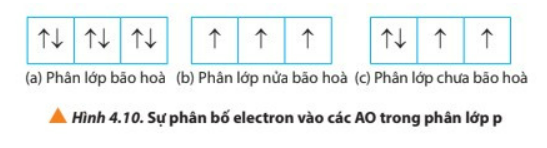 (a) Phân lớp bão hoà (b) Phân lớp nửa bão hoà (c) Phân lớp chưa bão hoà
Hình 4.10. Sự phân bố electron vào các AO trong phân lớp p